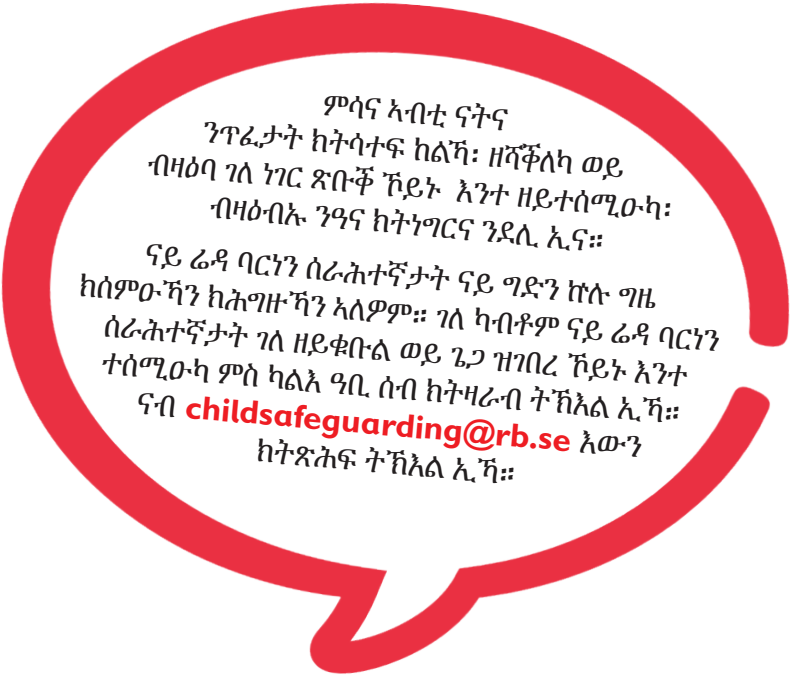 ምሳና ኣብቲ ናትና
ንጥፈታት ክትሳተፍ ከልኻ፡ ዘሻቕለካ ወይ
ብዛዕባ ገለ ነገር ጽቡቕ ኾይኑ እንተ ዘይተሰሚዑካ፡
ብዛዕብኡ ንዓና ክትነግርና ንደሊ ኢና።
ናይ ሬዳ ባርነን ሰራሕተኛታት ናይ ግድን ኵሉ ግዜ
ክሰምዑኻን ክሕግዙኻን ኣለዎም። ገለ ካብቶም ናይ ሬዳ ባርነን
ሰራሕተኛታት ገለ ዘይቁቡል ወይ ጌጋ ዝገበረ ኾይኑ እንተ
ተሰሚዑካ ምስ ካልእ ዓቢ ሰብ ክትዛራብ ትኽእል ኢኻ።
ናብ childsafeguarding@rb.se እውን
ክትጽሕፍ ትኽእል ኢኻ።